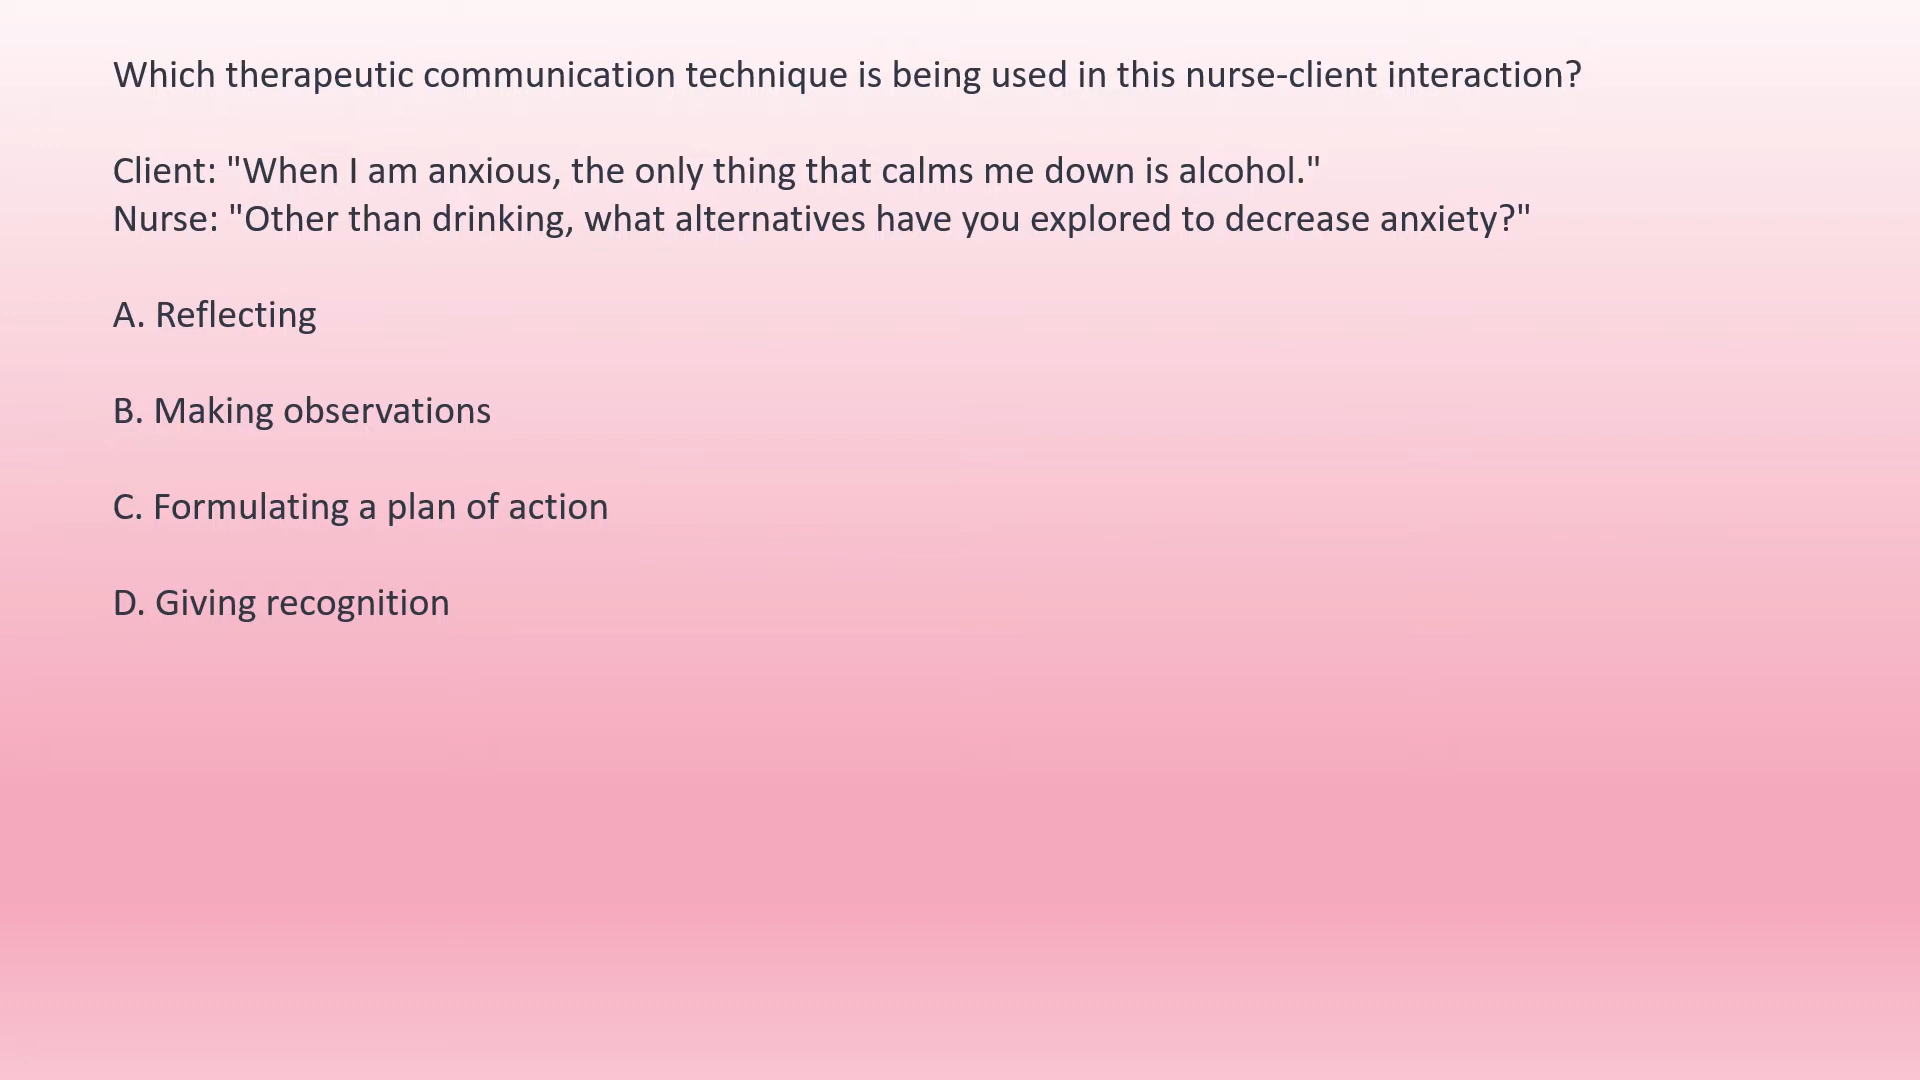 Which therapeutic communication technique is being used in this nurse-client interaction?
Client: "When I am anxious, the only thing that calms me down is alcohol."
Nurse: "Other than drinking, what alternatives have you explored to decrease anxiety?"
A. Reflecting
B. Making observations
C. Formulating a plan of action
D. Giving recognition